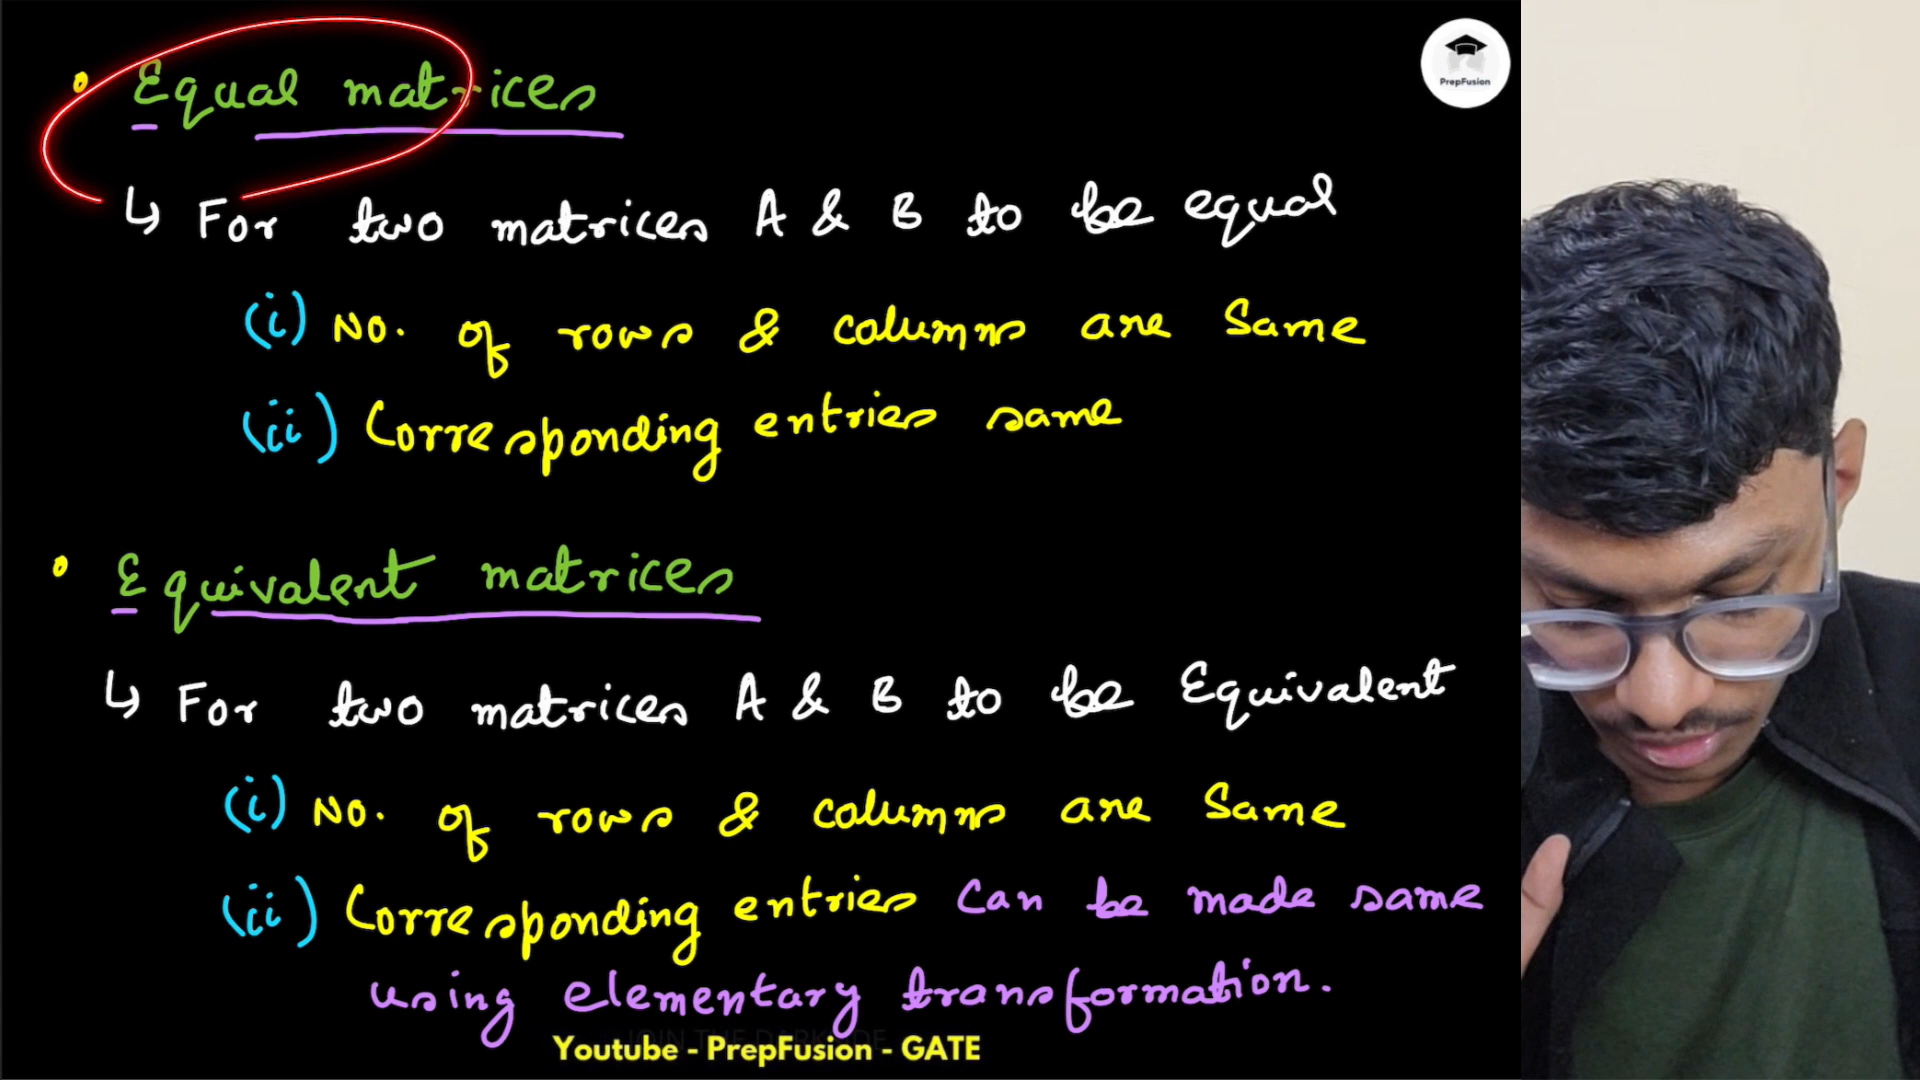 PrepFusion
• Equal matrices
↳ For two matrices A & B to be equal
(i) No. of rows & columns are Same
(ii) Corresponding entries same
• Equivalent matrices
↳ For two matrices A & B to be Equivalent
(i) No. of rows & columns are Same
(ii) Corresponding entries Can be made same
using elementary transformation.
Youtube - PrepFusion - GATE